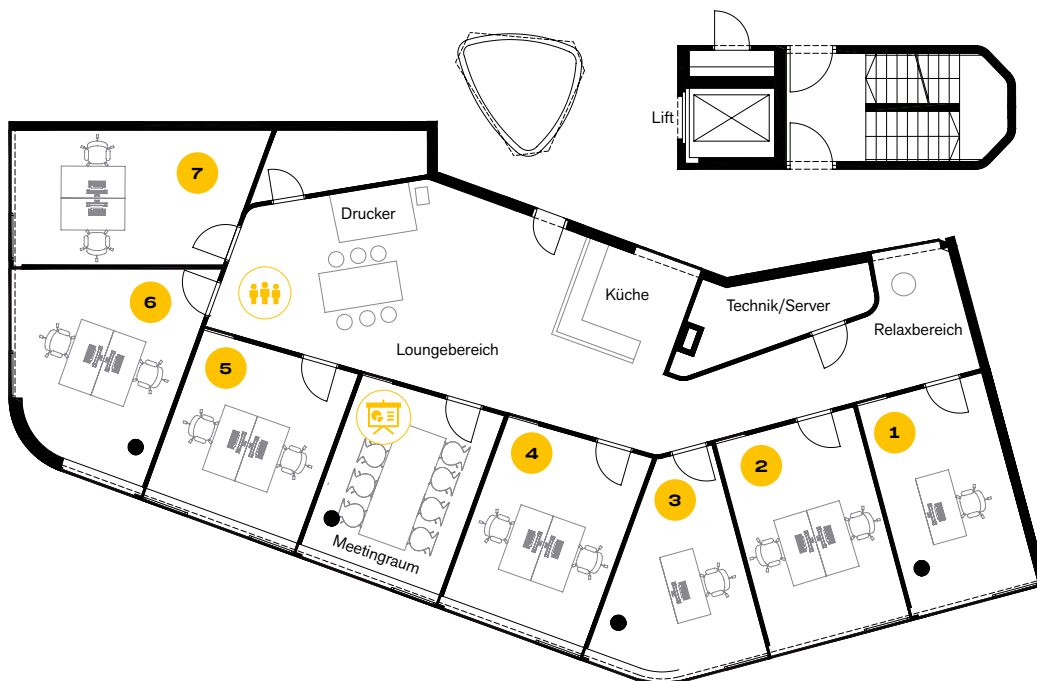 Lift
7
Drucker
6
Küche
Technik/Server
Relaxbereich
Loungebereich
5
1
4
2
3
Meetingraum